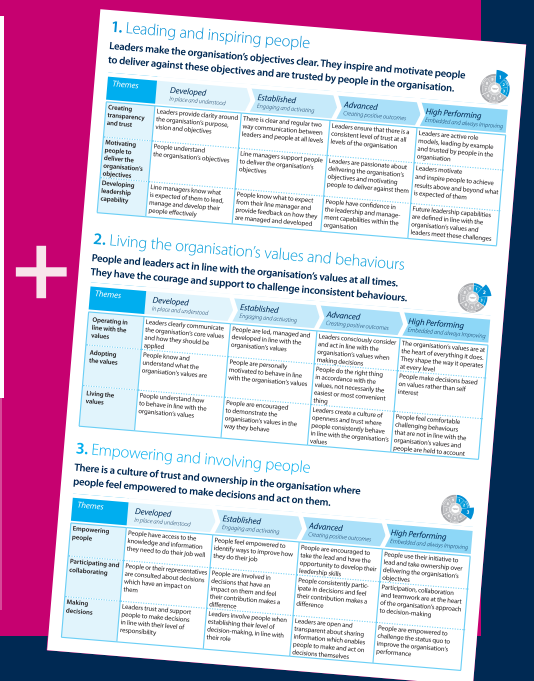 +
1. Leading and inspiring people
Leaders make the organisation's objectives clear. They inspire and motivate people
to deliver against these objectives and are trusted by people in the organisation.
Themes
Developed
In place and understood
Established
Engaging and activating
Advanced
Creating positive outcomes
High Performing
Embedded and always improving
Creating
transparency
and trust
Leaders provide clarity around
the organisation's purpose,
vision and objectives
There is clear and regular two
way communication between
leaders and people at all levels
Leaders ensure that there is a
consistent level of trust at all
levels of the organisation
Leaders are active role
models, leading by example
and trusted by people in the
organisation
Motivating
people to
deliver the
organisation's
objectives
People understand
the organisation's objectives
Line managers support people
to deliver the organisation's
objectives
Leaders are passionate about
delivering the organisation's
objectives and motivating
people to deliver against them
Leaders motivate
and inspire people to achieve
results above and beyond what
is expected of them
Developing
leadership
capability
Line managers know what
is expected of them to lead,
manage and develop their
people effectively
People know what to expect
from their line manager and
provide feedback on how they
are managed and developed
People have confidence in
the leadership and manage-
ment capabilities within the
organisation
Future leadership capabilities
are defined in line with the
organisation's values and
leaders meet these challenges
2. Living the organisation's values and behaviours
People and leaders act in line with the organisation's values at all times.
They have the courage and support to challenge inconsistent behaviours.
Themes
Developed
In place and understood
Established
Engaging and activating
Advanced
Creating positive outcomes
High Performing
Embedded and always improving
Operating in
line with the
values
Leaders clearly communicate
the organisation's core values
and how they should be
applied
People are led, managed and
developed in line with the
organisation's values
Leaders consciously consider
and act in line with the
organisation's values when
making decisions
The organisation's values are at
the heart of everything it does.
They shape the way it operates
at every level
Adopting
the values
People know and
understand what the
organisation's values are
People are personally
motivated to behave in line
with the organisation's values
People do the right thing
in accordance with the
values, not necessarily the
easiest or most convenient
thing
People make decisions based
on values rather than self
interest
Living the
values
People understand how
to behave in line with the
organisation's values
People are encouraged
to demonstrate the
organisation's values in the
way they behave
Leaders create a culture of
openness and trust where
people consistently behave
in line with the organisation's
values
People feel comfortable
challenging behaviours
that are not in line with the
organisation's values and
people are held to account
3. Empowering and involving people
There is a culture of trust and ownership in the organisation where
people feel empowered to make decisions and act on them.
Themes
Developed
In place and understood
Established
Engaging and activating
Advanced
Creating positive outcomes
High Performing
Embedded and always improving
Empowering
people
People have access to the
knowledge and information
they need to do their job well
People feel empowered to
identify ways to improve how
they do their job
People are encouraged to
take the lead and have the
opportunity to develop their
leadership skills
People use their initiative to
lead and take ownership over
delivering the organisation's
objectives
Participating and
collaborating
People or their representatives
are consulted about decisions
which have an impact on
them
People are involved in
decisions that have an
impact on them and feel
their contribution makes a
difference
People consistently partic-
ipate in decisions and feel
their contribution makes a
difference
Participation, collaboration
and teamwork are at the heart
of the organisation's approach
to decision-making
Making
decisions
Leaders trust and support
people to make decisions
in line with their level of
responsibility
Leaders involve people when
establishing their level of
decision-making, in line with
their role
Leaders are open and
transparent about sharing
information which enables
people to make and act on
decisions themselves
People are empowered to
challenge the status quo to
improve the organisation's
performance